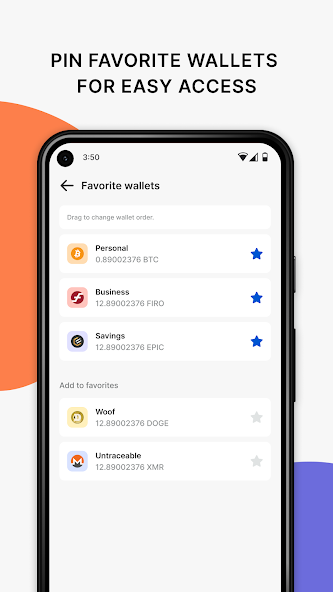 PIN FAVORITE WALLETS
FOR EASY ACCESS
3:50
Favorite wallets
Drag to change wallet order.
Personal
0.89002376 BTC
Business
12.89002376 FIRO
Savings
12.89002376 EPIC
Add to favorites
Woof
12.89002376 DOGE
Untraceable
12.89002376 XMR